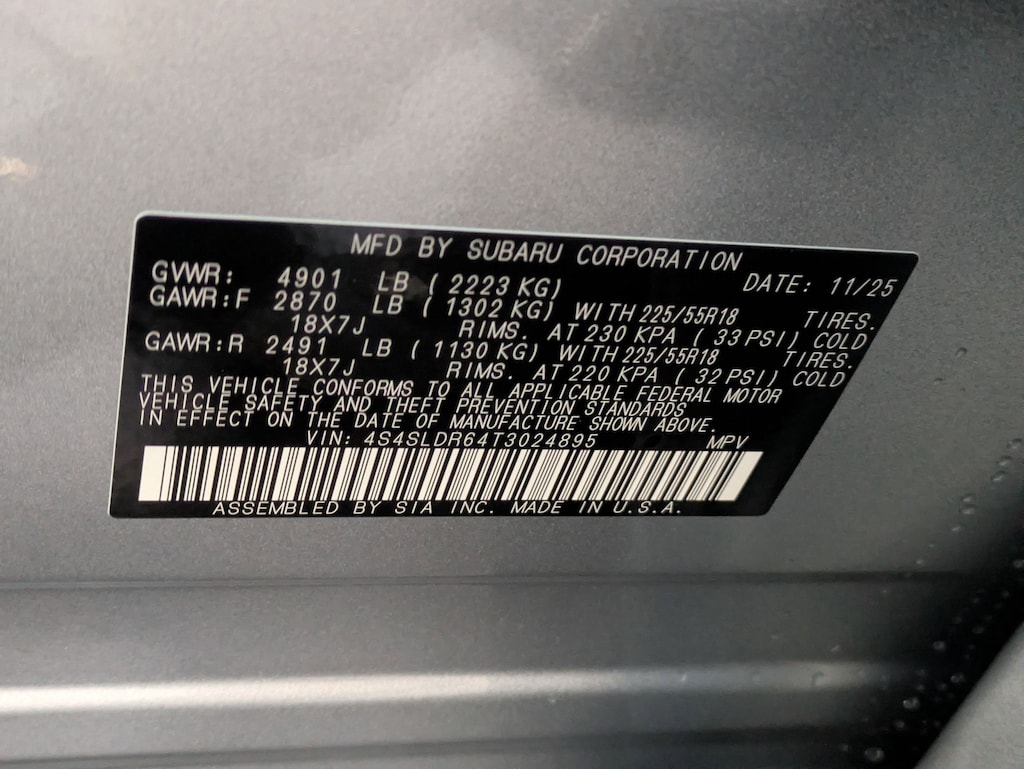 MFD BY SUBARU CORPORATION
GVWR: 4901 LB ( 2223 KG) DATE: 11/25
GAWR:F 2870 LB ( 1302 KG) WITH 225/55R18 TIRES.
18X7J RIMS. AT 230 KPA ( 33 PSI) COLD
GAWR:R 2491 LB ( 1130 KG) WITH 225/55R18 TIRES.
18X7J RIMS. AT 220 KPA ( 32 PSI) COLD
THIS VEHICLE CONFORMS TO ALL APPLICABLE FEDERAL MOTOR
VEHICLE SAFETY AND THEFT PREVENTION STANDARDS
IN EFFECT ON THE DATE OF MANUFACTURE SHOWN ABOVE.
VIN: 4S4SLDR64T3024895 MPV
ASSEMBLED BY SIA INC. MADE IN U.S.A.